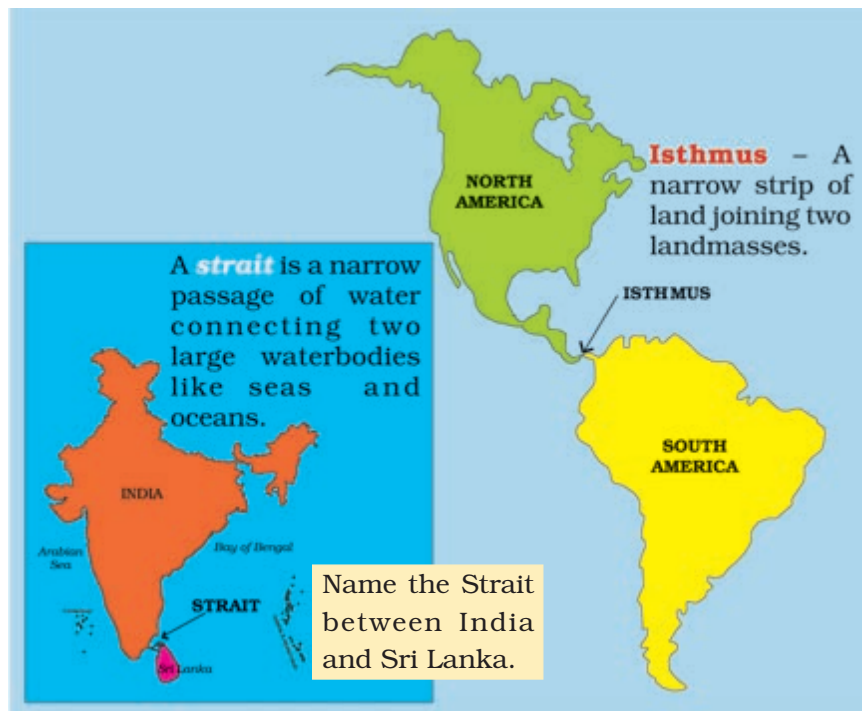 NORTH
AMERICA
Isthmus – A
narrow strip of
land joining two
landmasses.
ISTHMUS
SOUTH
AMERICA
A strait is a narrow
passage of water
connecting two
large waterbodies
like seas and
oceans.
INDIA
Arabian
Sea
Bay of Bengal
STRAIT
Sri Lanka
Name the Strait
between India
and Sri Lanka.